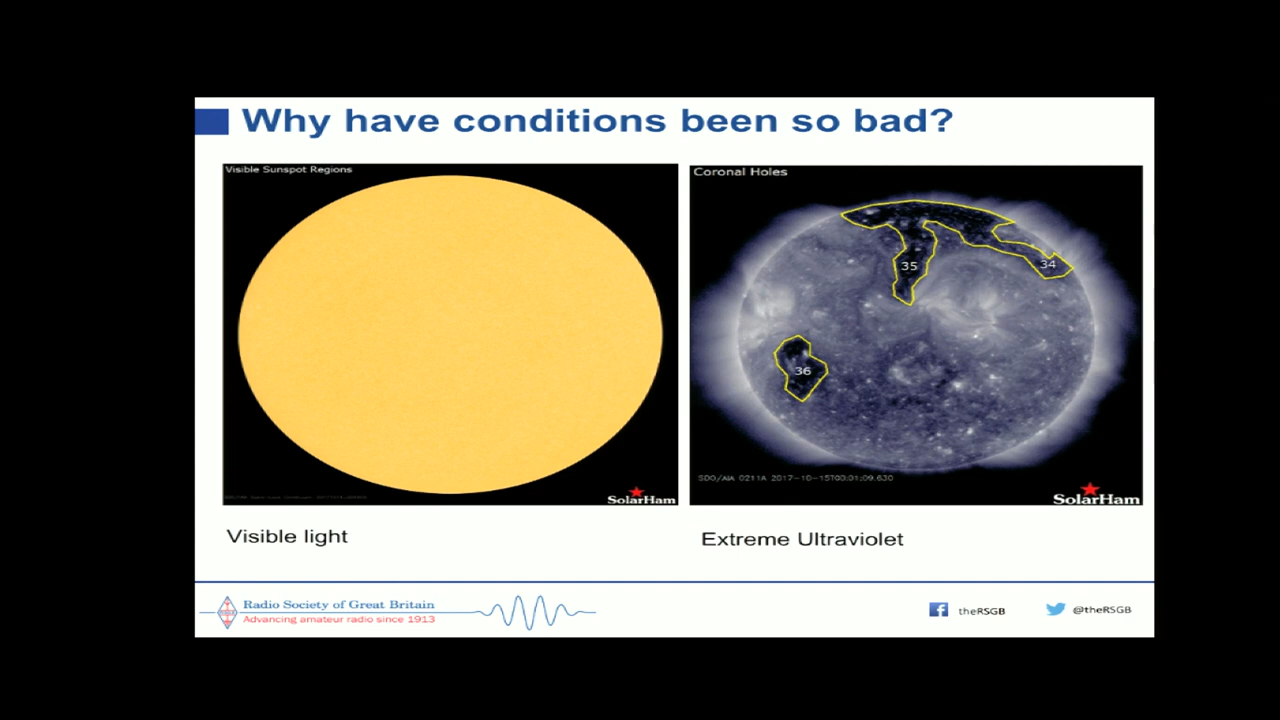 Why have conditions been so bad?
Visible Sunspot Regions
SolarHam
Visible light
Coronal Holes
35
34
36
SDO/AIA 0211A 2017-10-15T00:01:09.630
SolarHam
Extreme Ultraviolet
Radio Society of Great Britain
Advancing amateur radio since 1913
theRSGB
@theRSGB